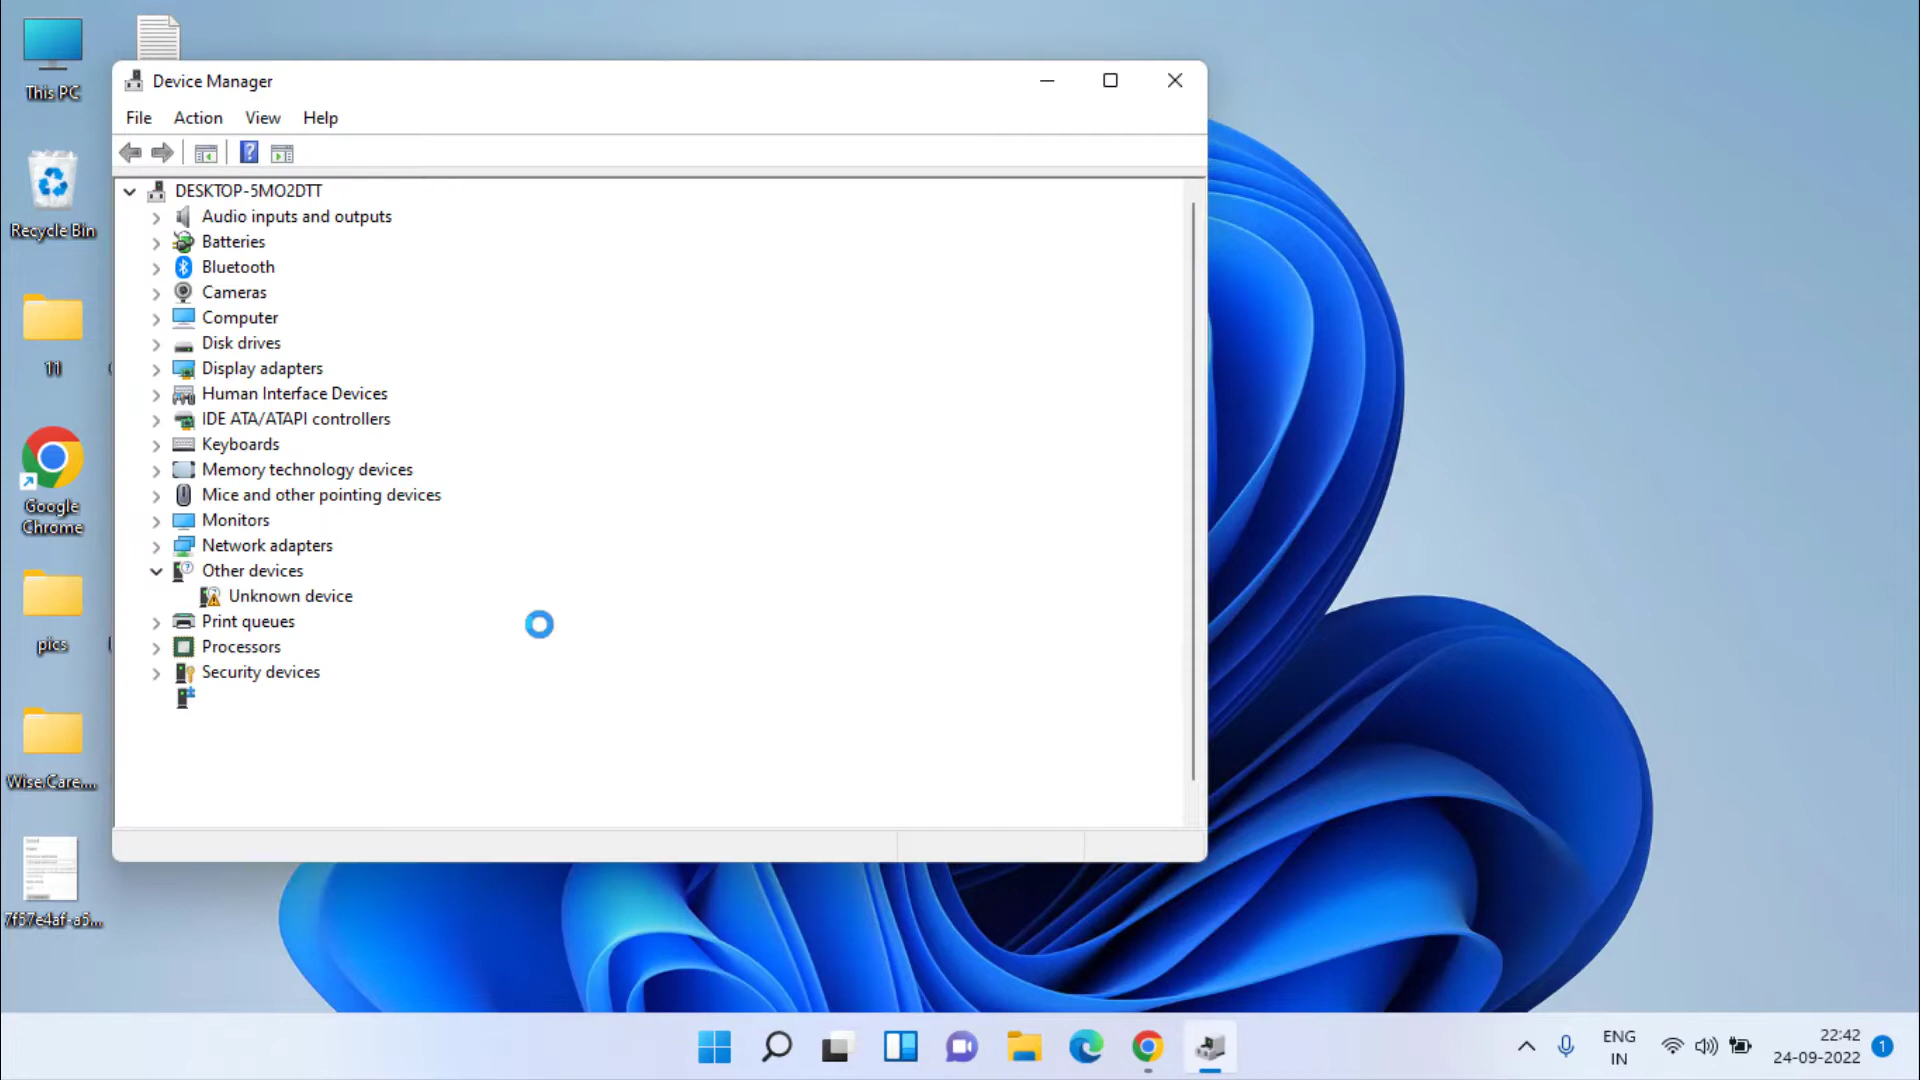 This PC
Recycle Bin
11
Google
Chrome
pics
Wise.Care....
7f57e4af-a5...
Device Manager
File Action View Help
DESKTOP-5MO2DTT
Audio inputs and outputs
Batteries
Bluetooth
Cameras
Computer
Disk drives
Display adapters
Human Interface Devices
IDE ATA/ATAPI controllers
Keyboards
Memory technology devices
Mice and other pointing devices
Monitors
Network adapters
Other devices
Unknown device
Print queues
Processors
Security devices
ENG
IN
22:42
24-09-2022
1